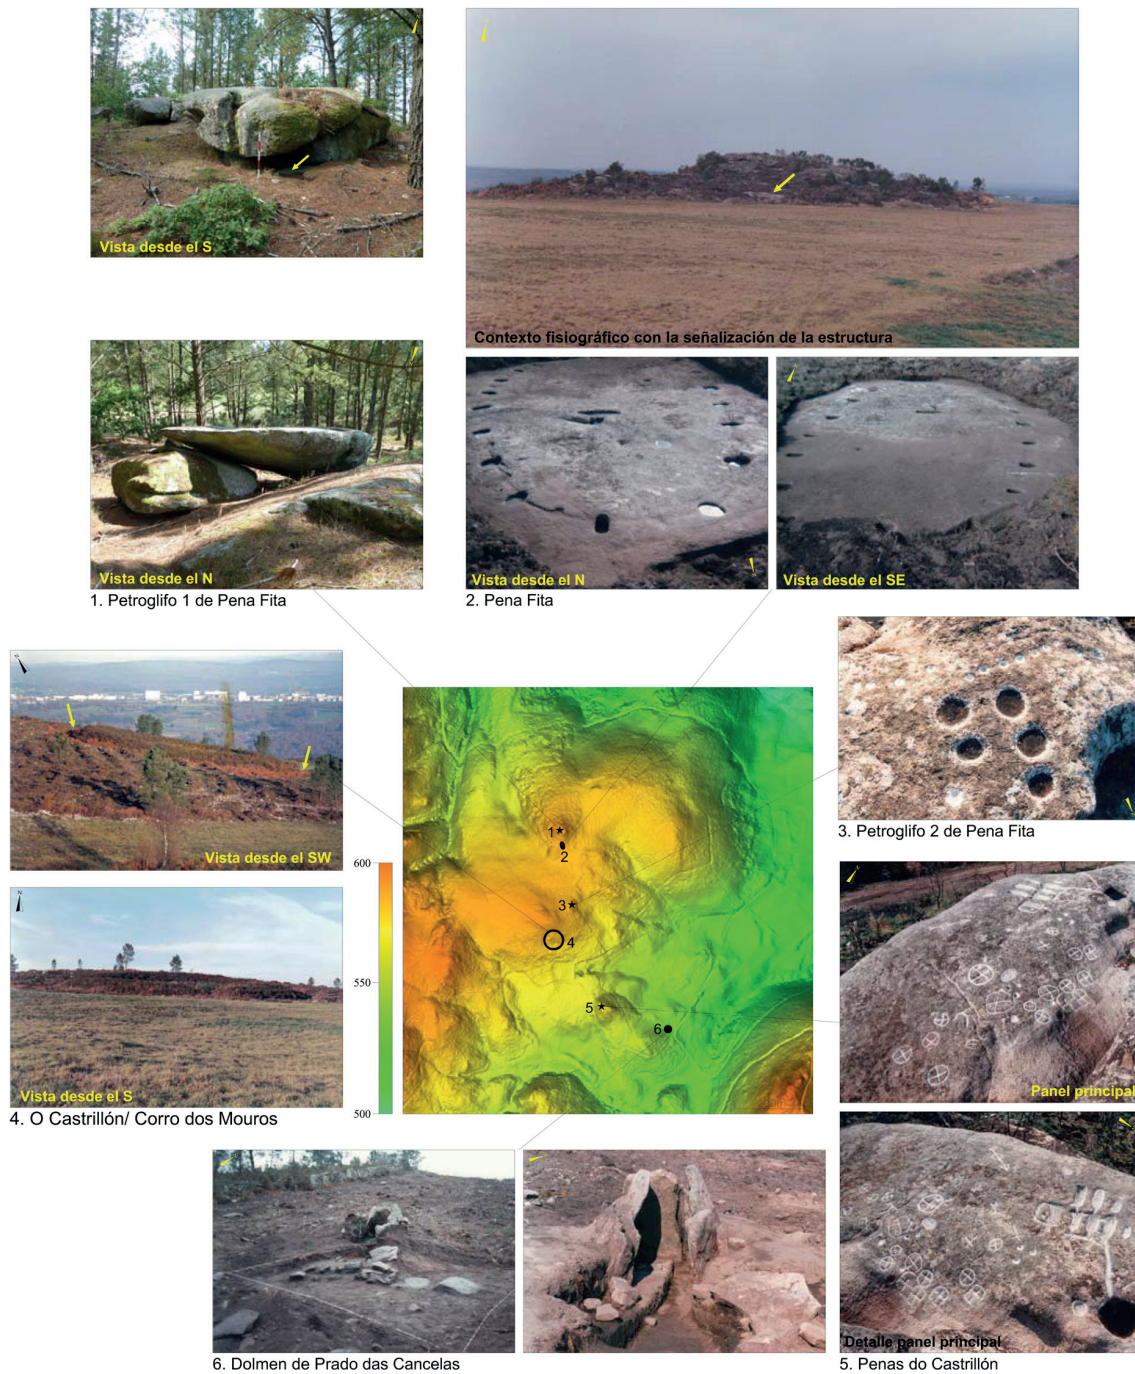 Vista desde el S
Contexto fisiográfico con la señalización de la estructura
Vista desde el N
1. Petroglifo 1 de Pena Fita
Vista desde el N
Vista desde el SE
2. Pena Fita
Vista desde el SW
N
Vista desde el S
4. O Castrillón/ Corro dos Mouros
600
550
500
1
2
3
4
5
6
3. Petroglifo 2 de Pena Fita
Panel principal
Detalle panel principal
5. Penas do Castrillón
6. Dolmen de Prado das Cancelas